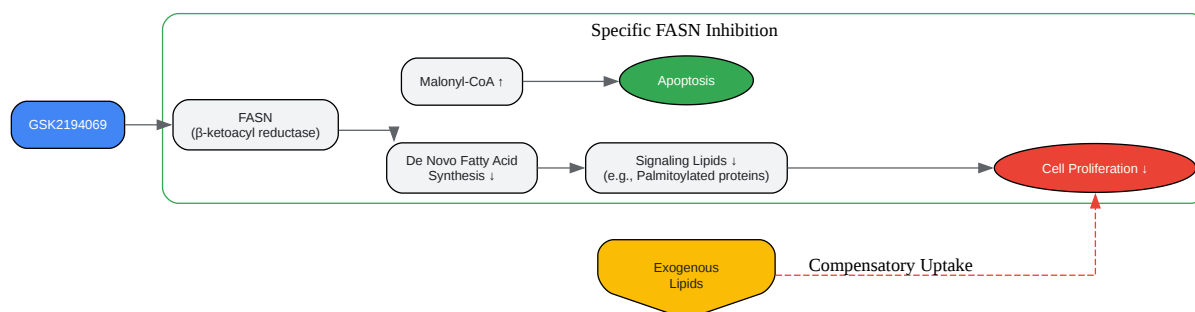 Specific FASN Inhibition
Malonyl-CoA ↑
Apoptosis
GSK2194069
FASN
(β-ketoacyl reductase)
De Novo Fatty Acid
Synthesis ↓
Signaling Lipids ↓
(e.g., Palmitoylated proteins)
Cell Proliferation ↓
Exogenous
Lipids
Compensatory Uptake